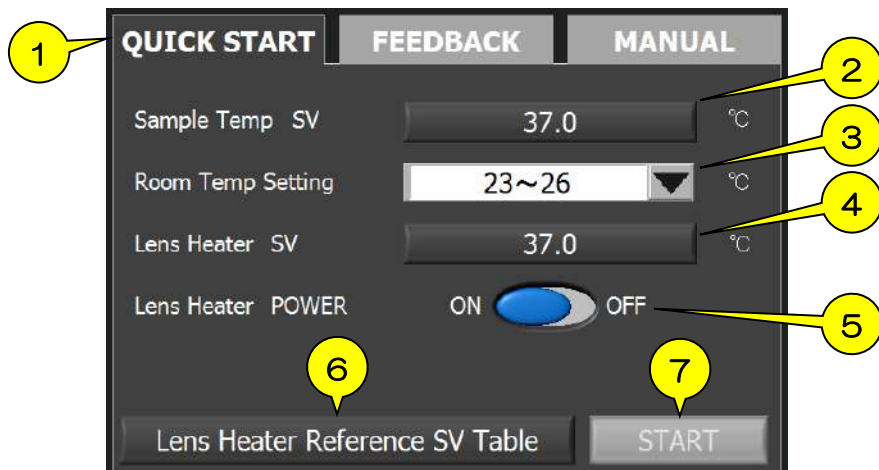 1 QUICK START FEEDBACK MANUAL
2
Sample Temp SV 37.0 ℃
3
Room Temp Setting 23～26 ℃
4
Lens Heater SV 37.0 ℃
Lens Heater POWER ON OFF
5
6 7
Lens Heater Reference SV Table START